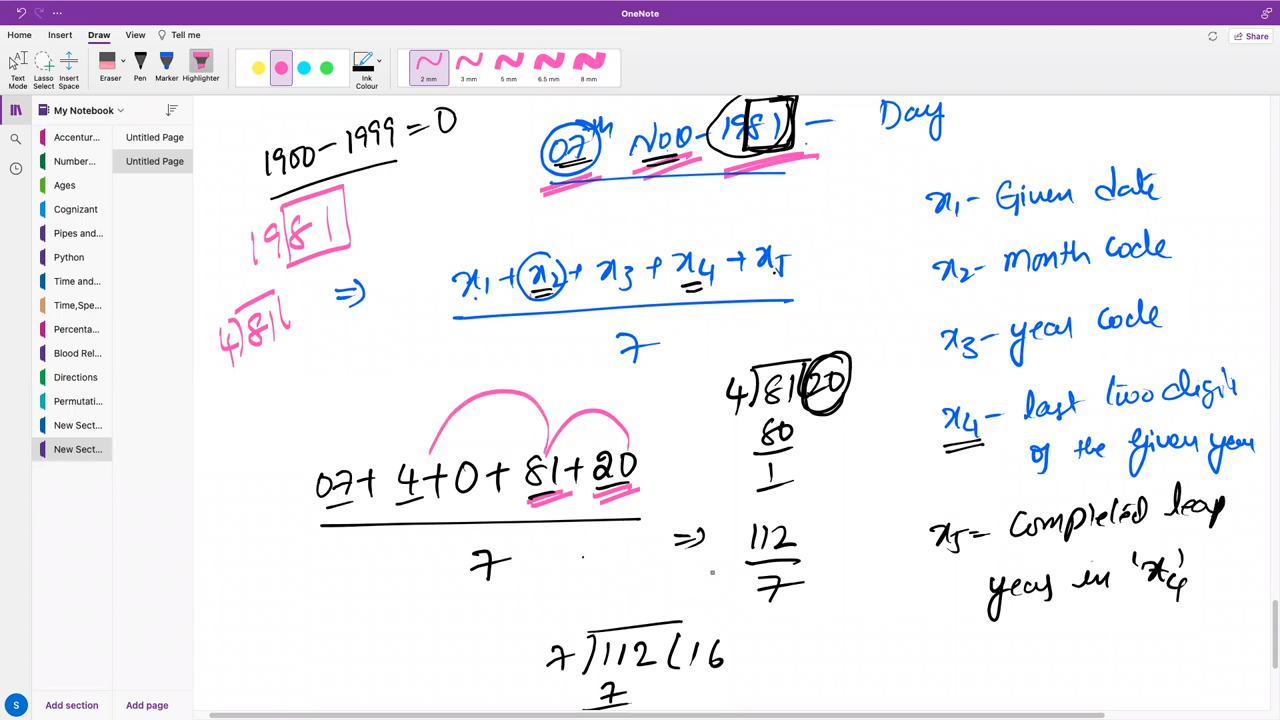 OneNote
Home Insert Draw View Tell me
Share
Text Mode
Lasso Select
Insert Space
Eraser
Pen
Marker
Highlighter
Ink Colour
2 mm
3 mm
5 mm
6.5 mm
8 mm
My Notebook
Accentur...
Number...
Ages
Cognizant
Pipes and...
Python
Time and...
Time,Spe...
Percenta...
Blood Rel...
Directions
Permutati...
New Sect...
New Sect...
Untitled Page
Untitled Page
S
Add section
Add page
1900 - 1999 = 0
07th Nov - 1981 - Day
1981
4)81(
=> x1 + x2 + x3 + x4 + x5
7
x1 - Given date
x2 - month code
x3 - year code
x4 - last two digit
of the given year
x5 = Completed leap
years in 'x4'
4)81(20
80
1
07 + 4 + 0 + 81 + 20
7
=> 112
7
7)112(16
7